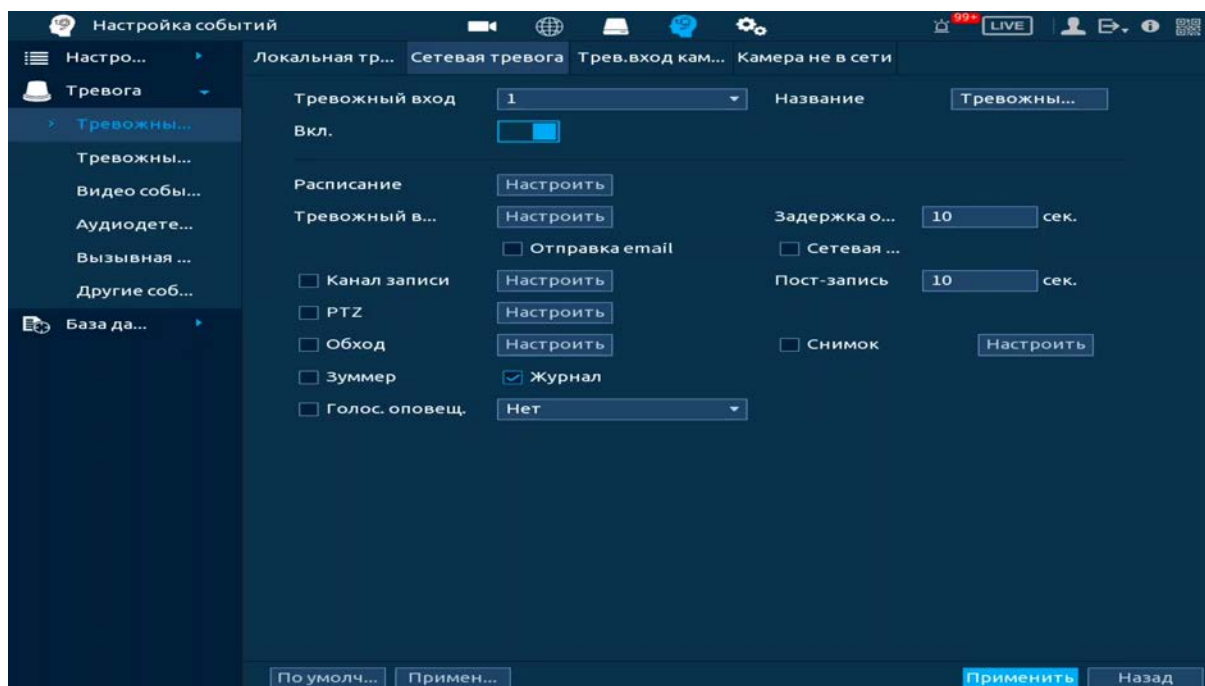 Настройка событий 99+ LIVE
Настро... Локальная тр... Сетевая тревога Трев.вход кам... Камера не в сети
Тревога Тревожный вход 1 Название Тревожны...
Тревожны... Вкл.
Тревожны...
Расписание Настроить
Видео собы...
Тревожный в... Настроить Задержка о... 10 сек.
Аудиодете...
Отправка email Сетевая ...
Вызывная ...
Канал записи Настроить Пост-запись 10 сек.
Другие соб...
PTZ Настроить
База да...
Обход Настроить Снимок Настроить
Зуммер Журнал
Голос. оповещ. Нет
По умолч... Примен... Применить Назад